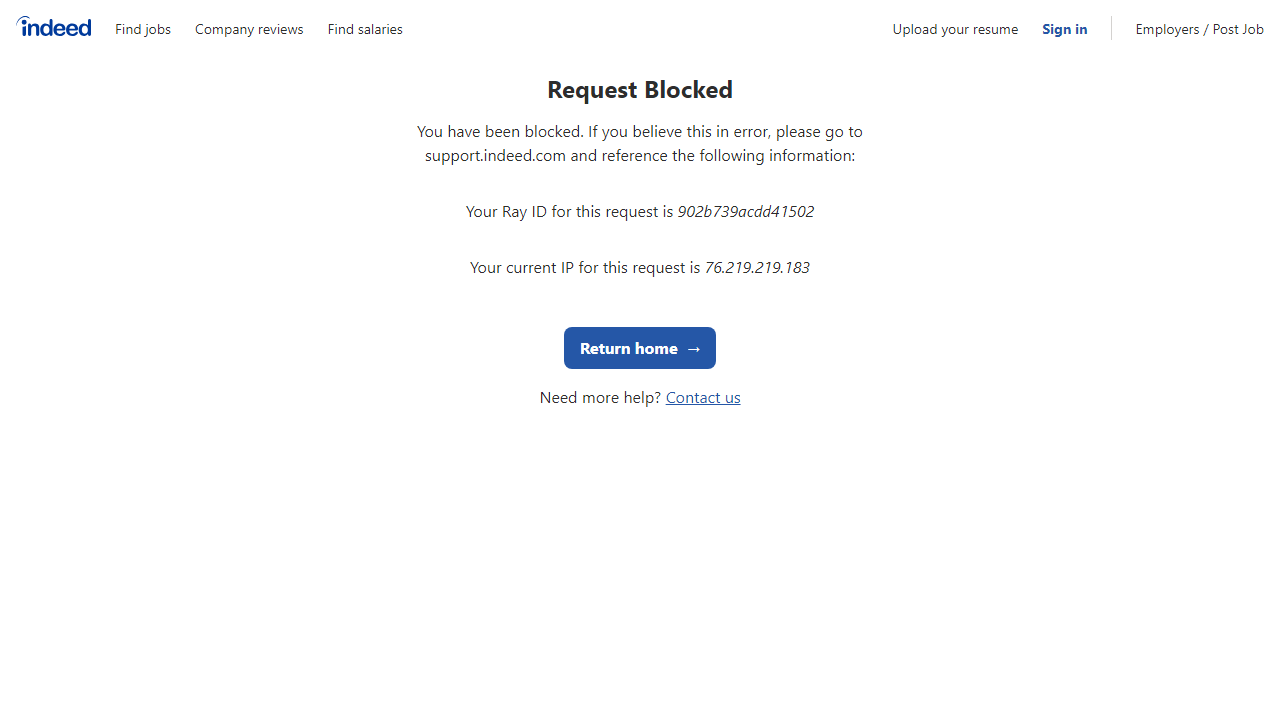 indeed Find jobs Company reviews Find salaries Upload your resume Sign in Employers / Post Job
Request Blocked
You have been blocked. If you believe this in error, please go to
support.indeed.com and reference the following information:
Your Ray ID for this request is 902b739acdd41502
Your current IP for this request is 76.219.219.183
Return home →
Need more help? Contact us